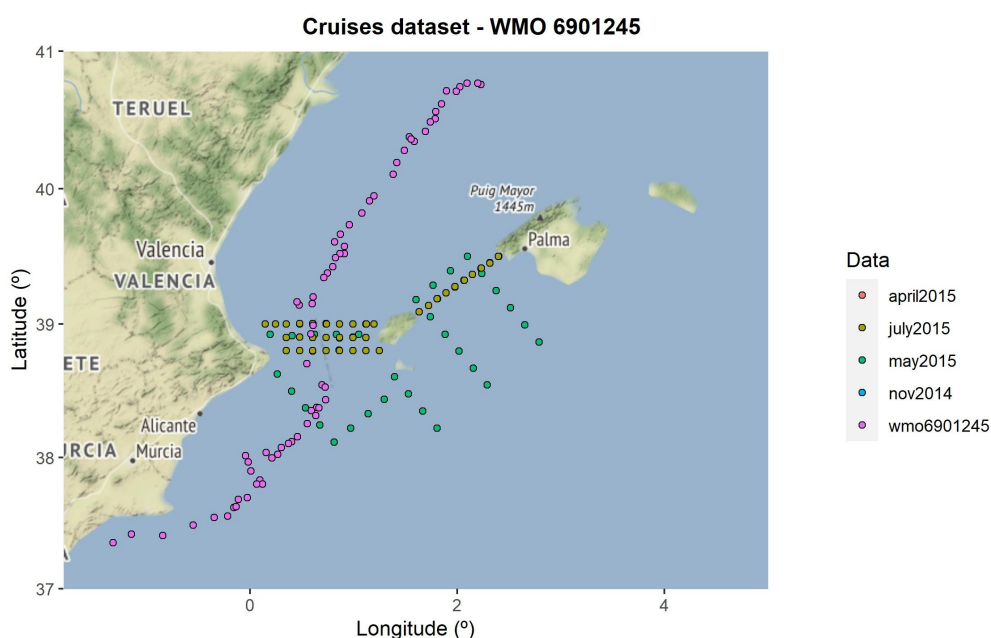 Cruises dataset - WMO 6901245
41
40
39
38
37
Latitude (º)
TERUEL
Puig Mayor
1445m
Palma
Valencia
VALENCIA
ETE
Alicante
RCIA
Murcia
0
2
4
Longitude (º)
Data
april2015
july2015
may2015
nov2014
wmo6901245